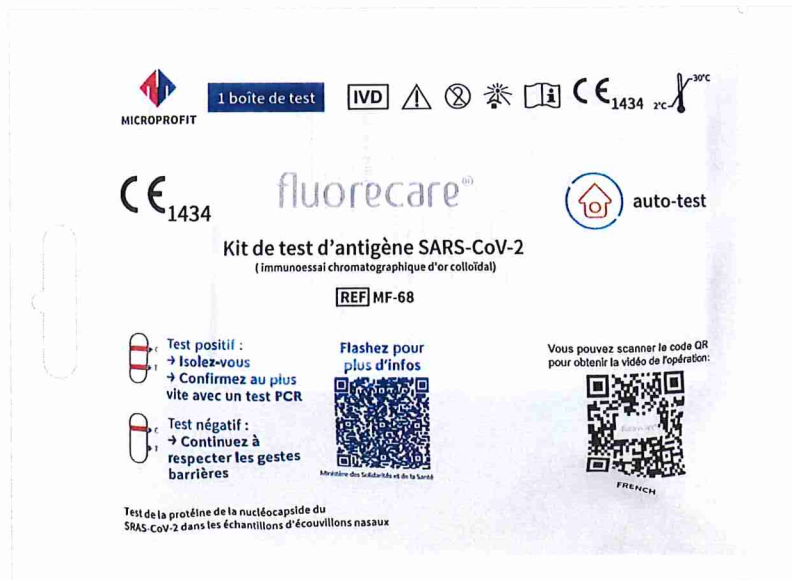 MICROPROFIT
1 boîte de test
IVD
CE 1434
2°C
30°C
CE 1434
fluorecare®
auto-test
Kit de test d'antigène SARS-CoV-2
( immunoessai chromatographique d'or colloïdal)
REF MF-68
C
T
Test positif :
→ Isolez-vous
→ Confirmez au plus
vite avec un test PCR
C
T
Test négatif :
→ Continuez à
respecter les gestes
barrières
Flashez pour
plus d'infos
Ministère des Solidarités et de la Santé
Vous pouvez scanner le code QR
pour obtenir la vidéo de l'opération:
fluorecare
FRENCH
Test de la protéine de la nucléocapside du
SRAS-CoV-2 dans les échantillons d'écouvillons nasaux